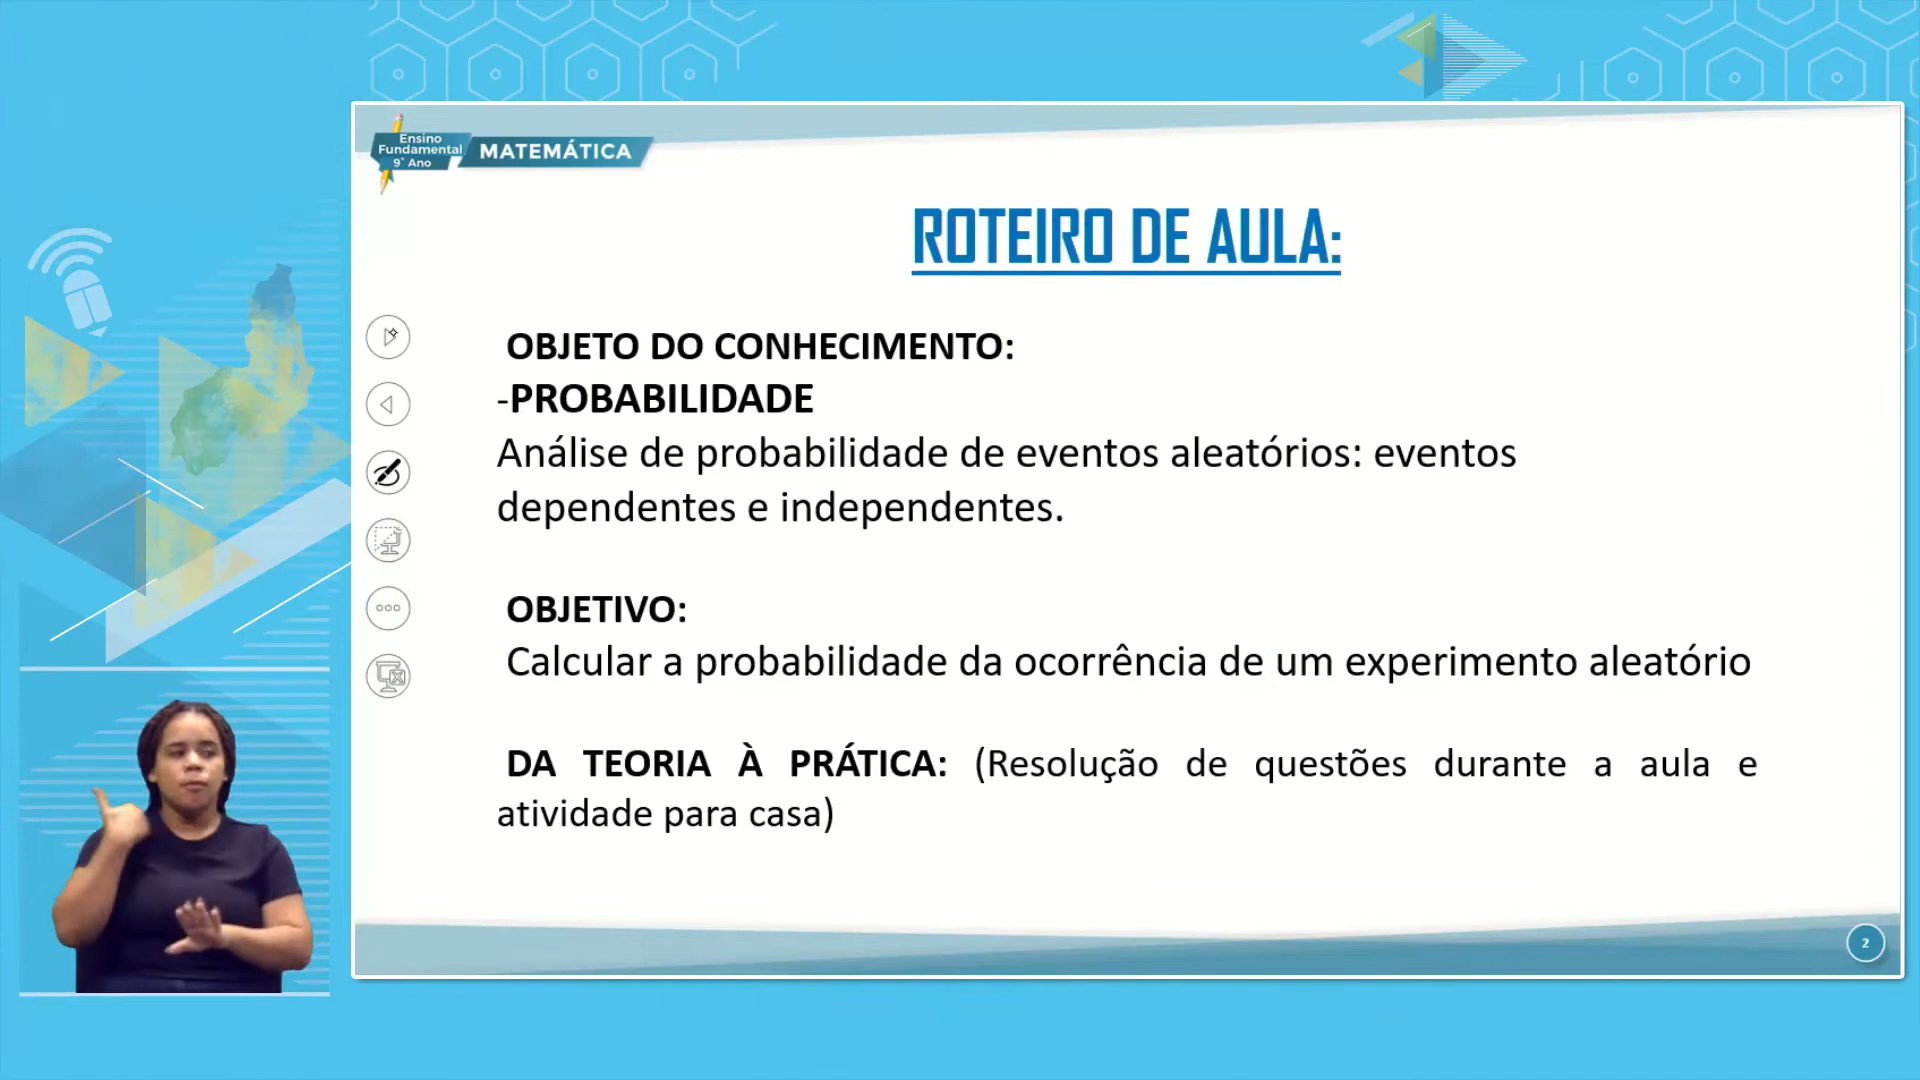 Ensino
Fundamental
9° Ano
MATEMÁTICA
ROTEIRO DE AULA:
OBJETO DO CONHECIMENTO:
-PROBABILIDADE
Análise de probabilidade de eventos aleatórios: eventos
dependentes e independentes.
OBJETIVO:
Calcular a probabilidade da ocorrência de um experimento aleatório
DA TEORIA À PRÁTICA: (Resolução de questões durante a aula e
atividade para casa)
2